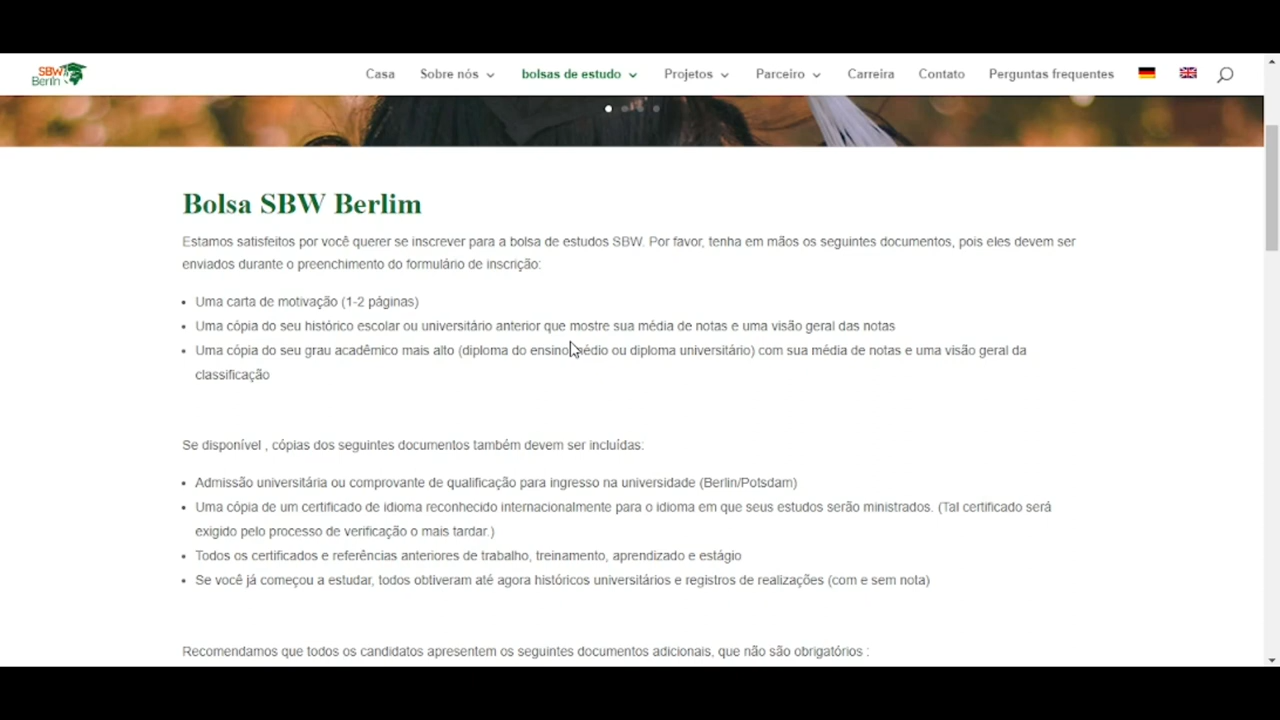 SBW
Berlin
Casa Sobre nós bolsas de estudo Projetos Parceiro Carreira Contato Perguntas frequentes
Bolsa SBW Berlim
Estamos satisfeitos por você querer se inscrever para a bolsa de estudos SBW. Por favor, tenha em mãos os seguintes documentos, pois eles devem ser
enviados durante o preenchimento do formulário de inscrição:
• Uma carta de motivação (1-2 páginas)
• Uma cópia do seu histórico escolar ou universitário anterior que mostre sua média de notas e uma visão geral das notas
• Uma cópia do seu grau acadêmico mais alto (diploma do ensino médio ou diploma universitário) com sua média de notas e uma visão geral da
classificação
Se disponível , cópias dos seguintes documentos também devem ser incluídas:
• Admissão universitária ou comprovante de qualificação para ingresso na universidade (Berlin/Potsdam)
• Uma cópia de um certificado de idioma reconhecido internacionalmente para o idioma em que seus estudos serão ministrados. (Tal certificado será
exigido pelo processo de verificação o mais tardar.)
• Todos os certificados e referências anteriores de trabalho, treinamento, aprendizado e estágio
• Se você já começou a estudar, todos obtiveram até agora históricos universitários e registros de realizações (com e sem nota)
Recomendamos que todos os candidatos apresentem os seguintes documentos adicionais, que não são obrigatórios :